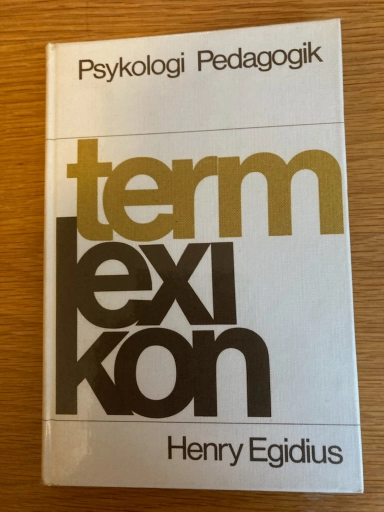 Psykologi Pedagogik
term
lexi
kon
Henry Egidius